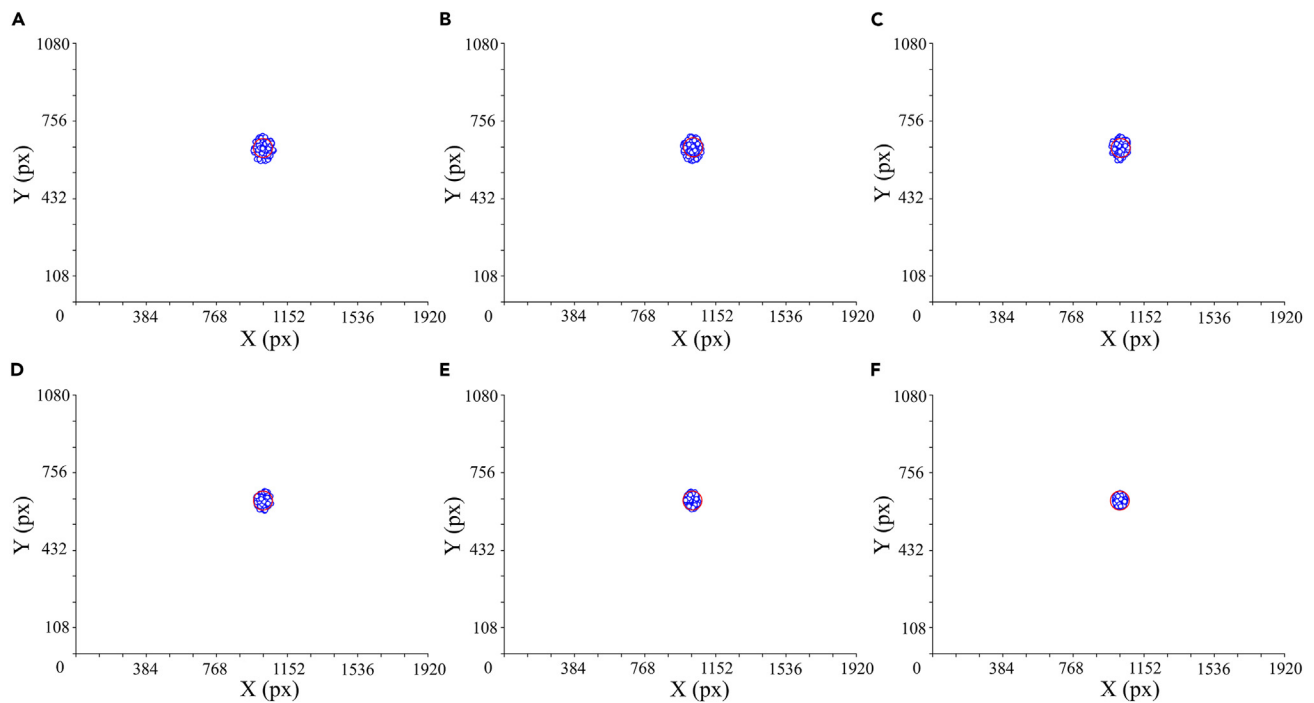 A B C
1080 1080 1080
756 756 756
Y (px) Y (px) Y (px)
432 432 432
108 108 108
0 384 768 1152 1536 1920 0 384 768 1152 1536 1920 0 384 768 1152 1536 1920
X (px) X (px) X (px)
D E F
1080 1080 1080
756 756 756
Y (px) Y (px) Y (px)
432 432 432
108 108 108
0 384 768 1152 1536 1920 0 384 768 1152 1536 1920 0 384 768 1152 1536 1920
X (px) X (px) X (px)